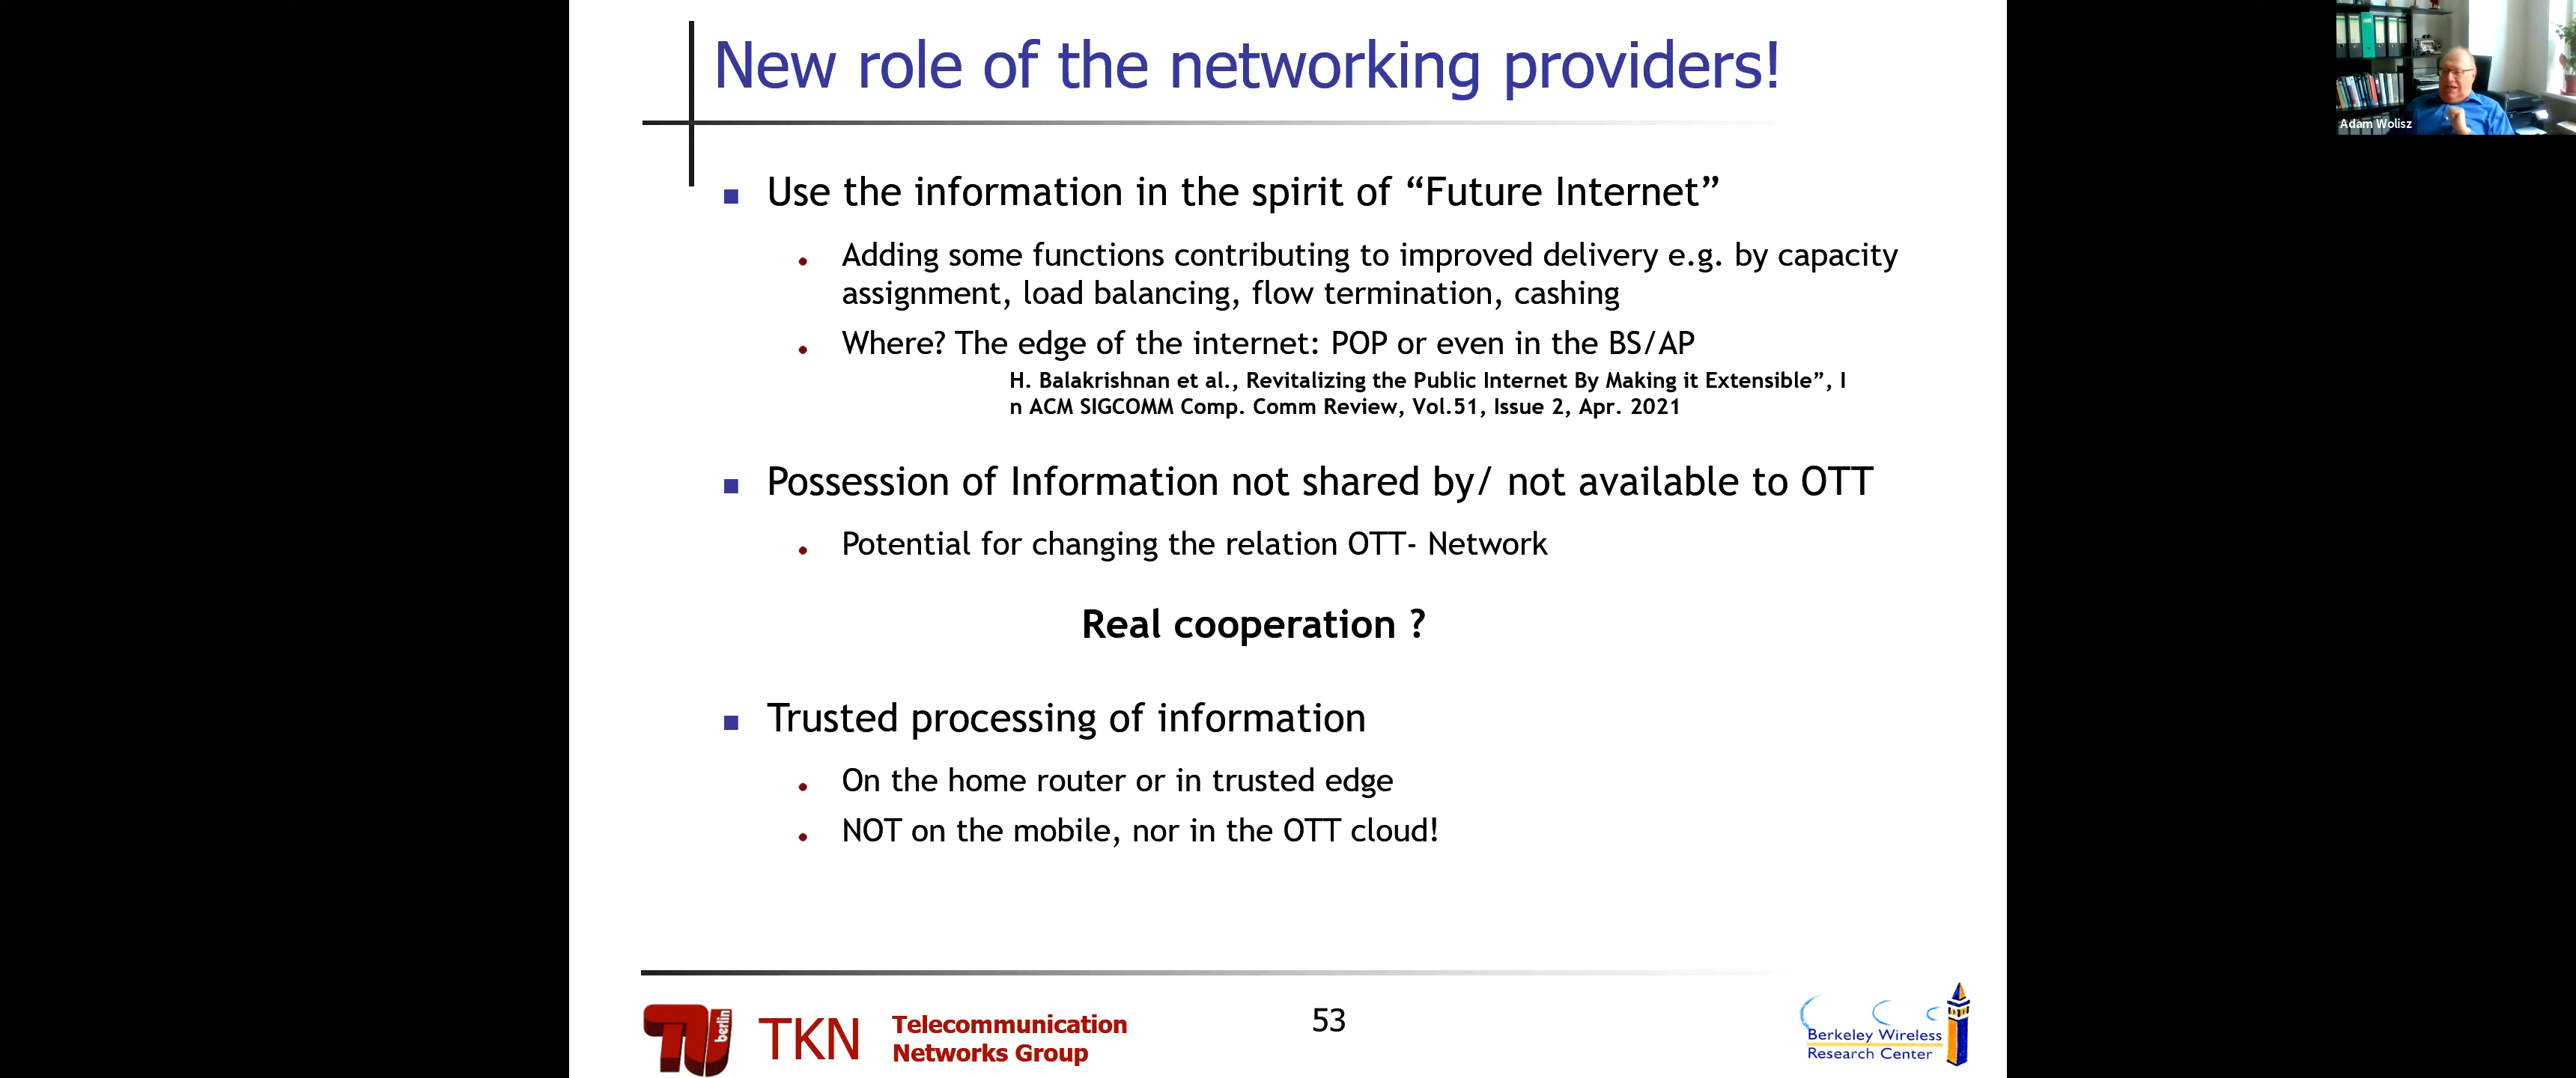 New role of the networking providers!
Adam Wolisz
Use the information in the spirit of “Future Internet”
Adding some functions contributing to improved delivery e.g. by capacity
assignment, load balancing, flow termination, cashing
Where? The edge of the internet: POP or even in the BS/AP
H. Balakrishnan et al., Revitalizing the Public Internet By Making it Extensible”, I
n ACM SIGCOMM Comp. Comm Review, Vol.51, Issue 2, Apr. 2021
Possession of Information not shared by/ not available to OTT
Potential for changing the relation OTT- Network
Real cooperation ?
Trusted processing of information
On the home router or in trusted edge
NOT on the mobile, nor in the OTT cloud!
TU berlin
TKN
Telecommunication
Networks Group
53
Berkeley Wireless
Research Center